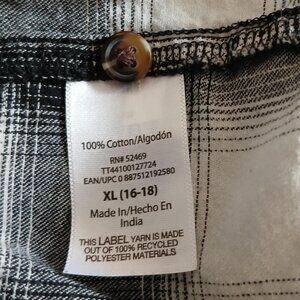 100% Cotton/Algodón
RN# 52469
TT44100127724
EAN/UPC 0 887512192580
XL (16-18)
Made In/Hecho En
India
THIS LABEL YARN IS MADE
OUT OF 100% RECYCLED
POLYESTER MATERIALS